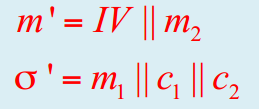 m' = IV || m₂
σ' = m₁ || c₁ || c₂